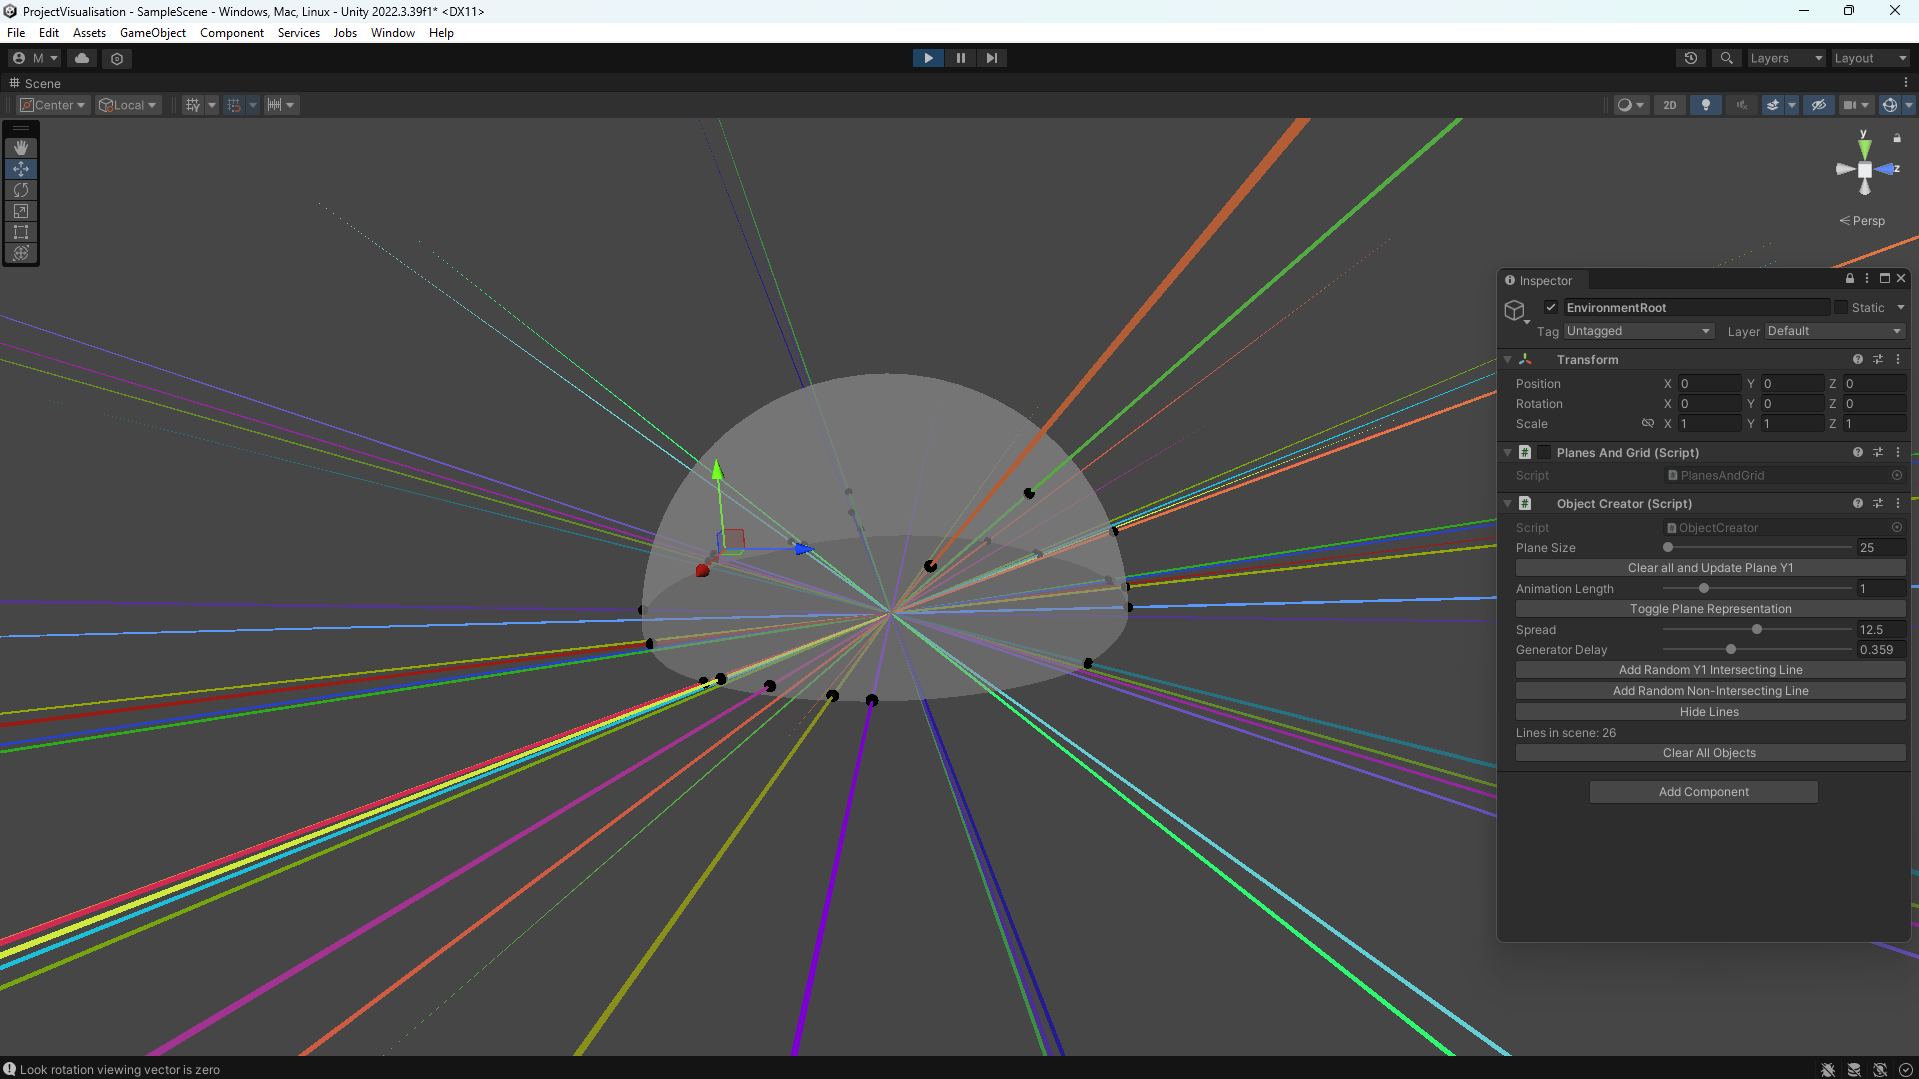 ProjectVisualisation - SampleScene - Windows, Mac, Linux - Unity 2022.3.39f1* <DX11>
File Edit Assets GameObject Component Services Jobs Window Help
M
Layers Layout
Scene
Center Local 2D
y
z
Persp
Inspector
EnvironmentRoot Static
Tag Untagged Layer Default
Transform
Position X 0 Y 0 Z 0
Rotation X 0 Y 0 Z 0
Scale X 1 Y 1 Z 1
# Planes And Grid (Script)
Script PlanesAndGrid
# Object Creator (Script)
Script ObjectCreator
Plane Size 25
Clear all and Update Plane Y1
Animation Length 1
Toggle Plane Representation
Spread 12.5
Generator Delay 0.359
Add Random Y1 Intersecting Line
Add Random Non-Intersecting Line
Hide Lines
Lines in scene: 26
Clear All Objects
Add Component
Look rotation viewing vector is zero